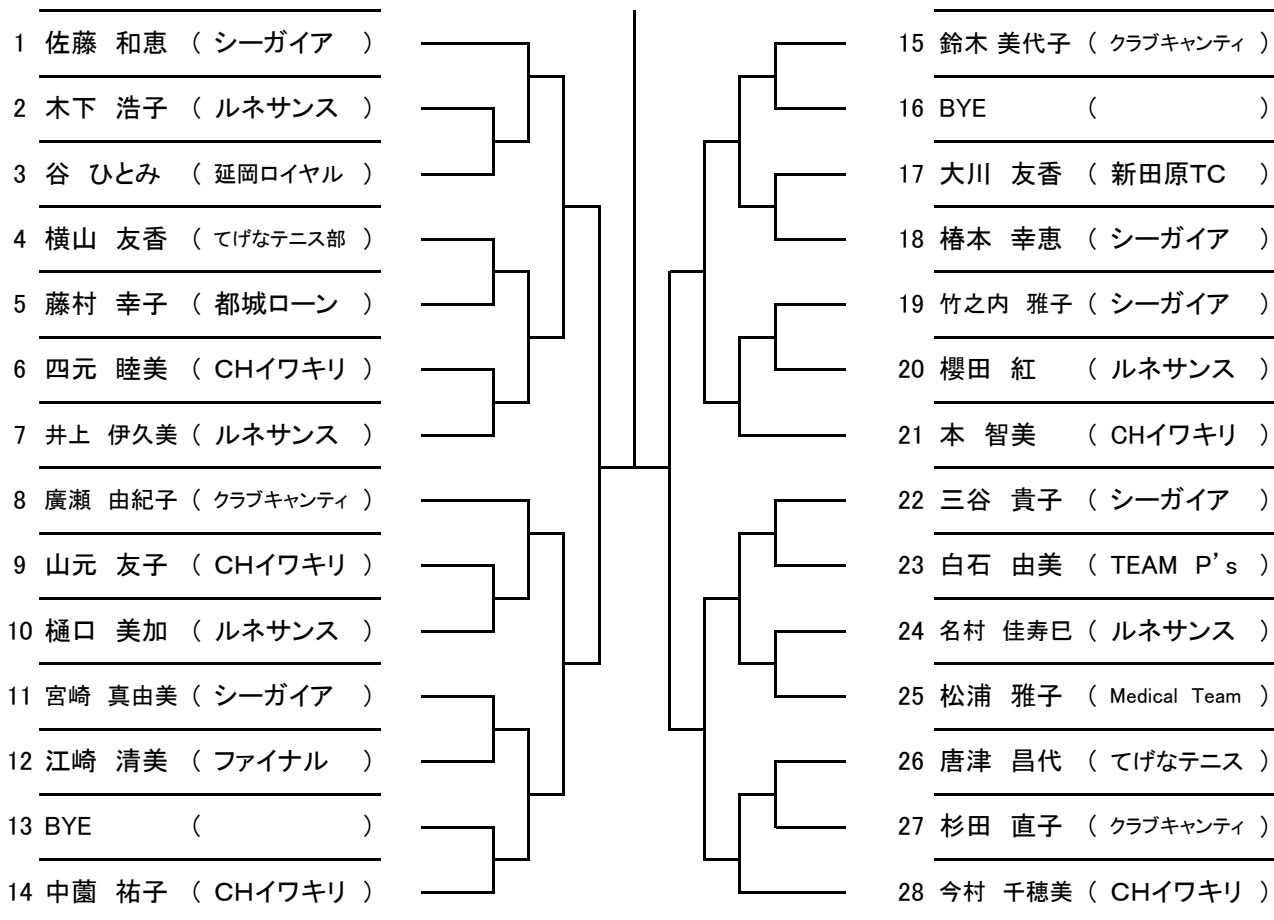 1 佐藤 和恵 ( シーガイア )
2 木下 浩子 ( ルネサンス )
3 谷 ひとみ ( 延岡ロイヤル )
4 横山 友香 ( てげなテニス部 )
5 藤村 幸子 ( 都城ローン )
6 四元 睦美 ( CHイワキリ )
7 井上 伊久美 ( ルネサンス )
8 廣瀬 由紀子 ( クラブキャンティ )
9 山元 友子 ( CHイワキリ )
10 樋口 美加 ( ルネサンス )
11 宮崎 真由美 ( シーガイア )
12 江崎 清美 ( ファイナル )
13 BYE ( )
14 中薗 祐子 ( CHイワキリ )
15 鈴木 美代子 ( クラブキャンティ )
16 BYE ( )
17 大川 友香 ( 新田原TC )
18 椿本 幸恵 ( シーガイア )
19 竹之内 雅子 ( シーガイア )
20 櫻田 紅 ( ルネサンス )
21 本 智美 ( CHイワキリ )
22 三谷 貴子 ( シーガイア )
23 白石 由美 ( TEAM P's )
24 名村 佳寿巳 ( ルネサンス )
25 松浦 雅子 ( Medical Team )
26 唐津 昌代 ( てげなテニス )
27 杉田 直子 ( クラブキャンティ )
28 今村 千穂美 ( CHイワキリ )